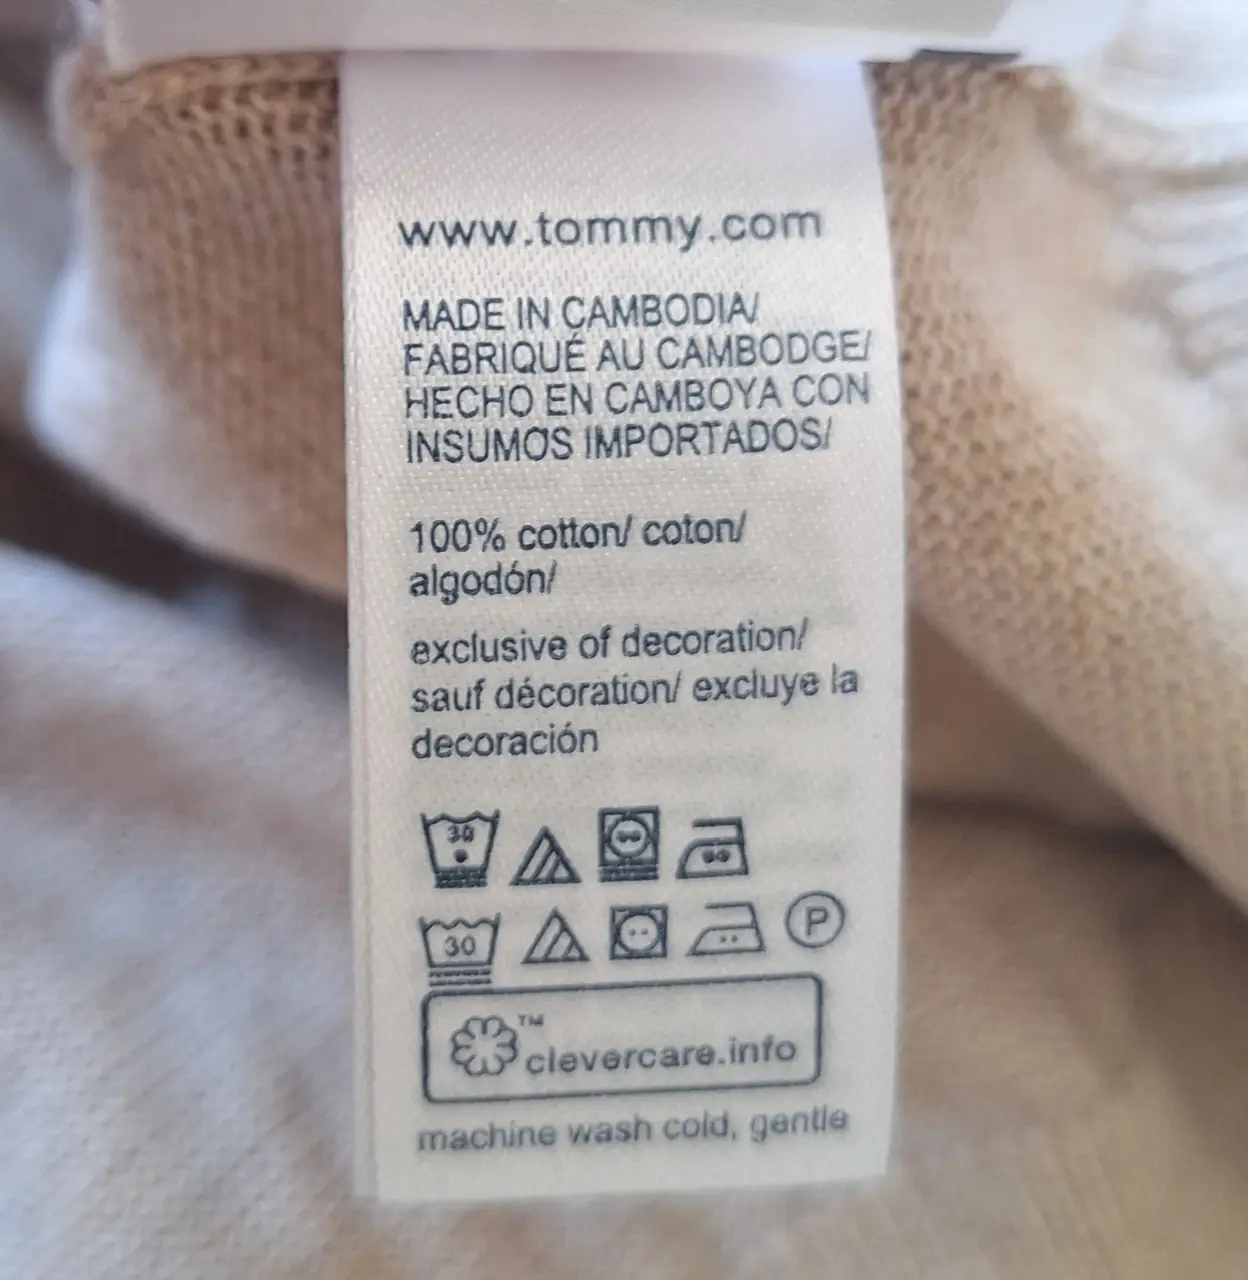 www.tommy.com
MADE IN CAMBODIA/
FABRIQUÉ AU CAMBODGE/
HECHO EN CAMBOYA CON
INSUMOS IMPORTADOS/
100% cotton/ coton/
algodón/
exclusive of decoration/
sauf décoration/ excluye la
decoración
30
30 P
™
clevercare.info
machine wash cold, gentle